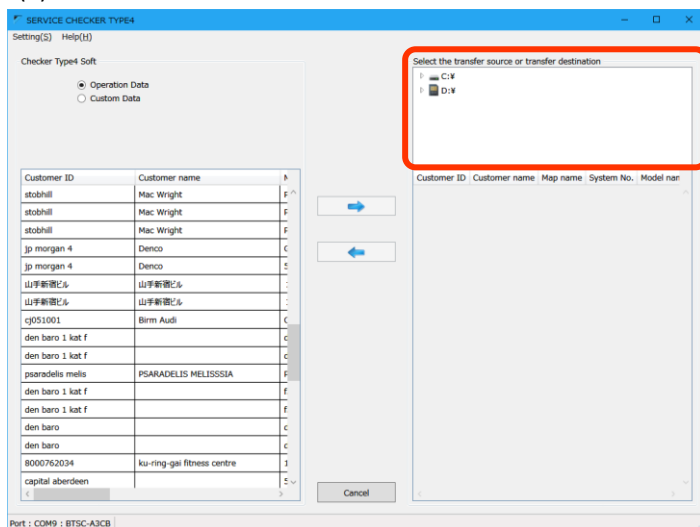 SERVICE CHECKER TYPE4
Setting(S) Help(H)
Checker Type4 Soft
Operation Data
Custom Data
Select the transfer source or transfer destination
C:¥
D:¥
Customer ID Customer name
stobhill Mac Wright
stobhill Mac Wright
stobhill Mac Wright
jp morgan 4 Denco
jp morgan 4 Denco
山手新宿ビル 山手新宿ビル
山手新宿ビル 山手新宿ビル
cj051001 Birm Audi
den baro 1 kat f
den baro 1 kat f
psaradelis melis PSARADELIS MELISSSIA
den baro 1 kat f
den baro 1 kat f
den baro
den baro
8000762034 ku-ring-gai fitness centre
capital aberdeen
Customer ID Customer name Map name System No. Model nam
Cancel
Port : COM9 : BTSC-A3CB